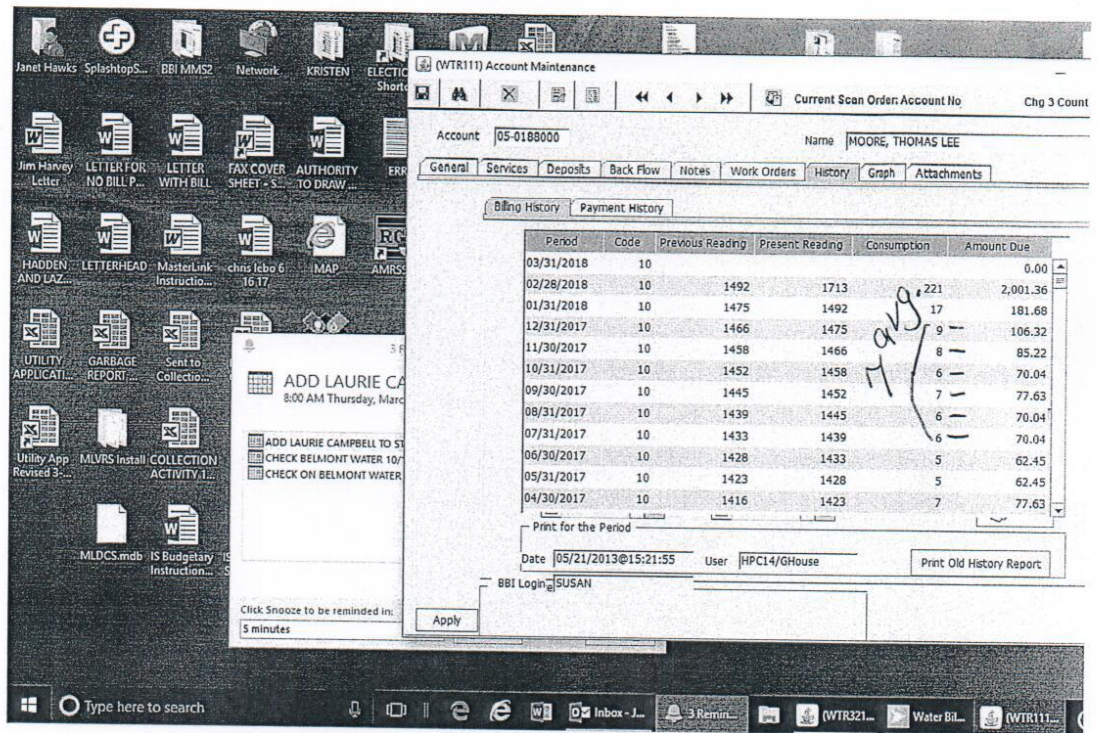 Janet Hawks SplashtopS... BBI MMS2 Network KRISTEN
Jim Harvey Letter
LETTER FOR NO BILL P...
LETTER WITH BILL
FAX COVER SHEET - S...
AUTHORITY TO DRAW ...
HADDEN AND LAZ...
LETTERHEAD
MasterLink Instructio...
chris lebo 6 16 17
MAP
UTILITY APPLICATI...
GARBAGE REPORT ...
Sent to Collectio...
Utility App Revised 3-...
MLVRS Install
COLLECTION ACTIVITY 1...
MLDCS.mdb
IS Budgetary Instruction...
(WTR111) Account Maintenance
Current Scan Order: Account No Chg 3 Count
Account 05-0188000 Name MOORE, THOMAS LEE
General Services Deposits Back Flow Notes Work Orders History Graph Attachments
Billing History Payment History
Period Code Previous Reading Present Reading Consumption Amount Due
03/31/2018 10 0.00
02/28/2018 10 1492 1713 221 2,001.36
01/31/2018 10 1475 1492 17 181.68
12/31/2017 10 1466 1475 9 106.32
11/30/2017 10 1458 1466 8 85.22
10/31/2017 10 1452 1458 6 70.04
09/30/2017 10 1445 1452 7 77.63
08/31/2017 10 1439 1445 6 70.04
07/31/2017 10 1433 1439 6 70.04
06/30/2017 10 1428 1433 5 62.45
05/31/2017 10 1423 1428 5 62.45
04/30/2017 10 1416 1423 7 77.63
7 avg.
Print for the Period
Date 05/21/2013@15:21:55 User HPC14/GHouse Print Old History Report
BBI Login SUSAN
Apply
ADD LAURIE CA
8:00 AM Thursday, Marc
ADD LAURIE CAMPBELL TO ST
CHECK BELMONT WATER 10/
CHECK ON BELMONT WATER
Click Snooze to be reminded in:
5 minutes
Type here to search
Inbox - J... 3 Remin... (WTR321... Water Bil... (WTR111...